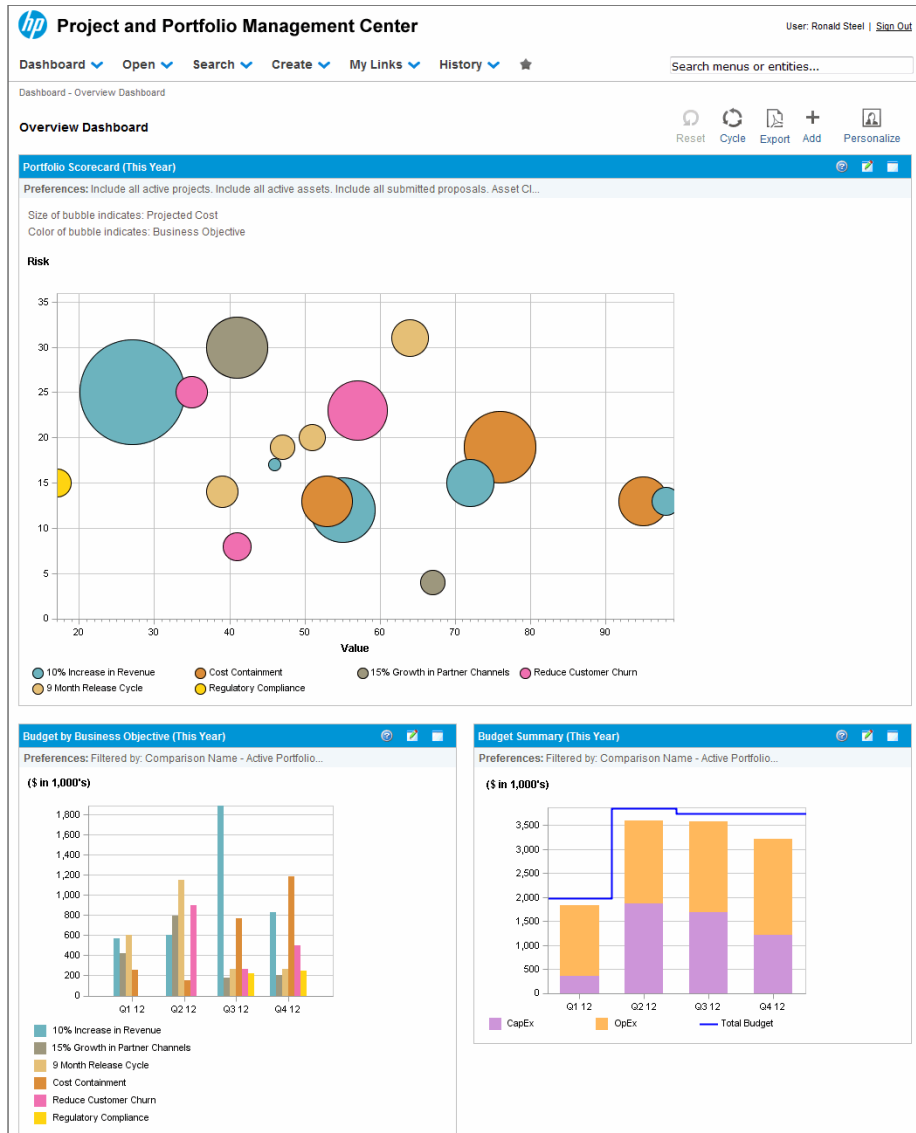 hp Project and Portfolio Management Center
User: Ronald Steel | Sign Out
Dashboard Open Search Create My Links History
Search menus or entities...
Dashboard - Overview Dashboard
Overview Dashboard
Reset Cycle Export Add Personalize
Portfolio Scorecard (This Year)
Preferences: Include all active projects. Include all active assets. Include all submitted proposals. Asset Cl...
Size of bubble indicates: Projected Cost
Color of bubble indicates: Business Objective
Risk
35
30
25
20
15
10
5
0
20 30 40 50 60 70 80 90
Value
10% Increase in Revenue Cost Containment 15% Growth in Partner Channels Reduce Customer Churn
9 Month Release Cycle Regulatory Compliance
Budget by Business Objective (This Year)
Preferences: Filtered by: Comparison Name - Active Portfolio...
($ in 1,000's)
1,800
1,600
1,400
1,200
1,000
800
600
400
200
0
Q1 12 Q2 12 Q3 12 Q4 12
10% Increase in Revenue
15% Growth in Partner Channels
9 Month Release Cycle
Cost Containment
Reduce Customer Churn
Regulatory Compliance
Budget Summary (This Year)
Preferences: Filtered by: Comparison Name - Active Portfolio...
($ in 1,000's)
3,500
3,000
2,500
2,000
1,500
1,000
500
0
Q1 12 Q2 12 Q3 12 Q4 12
CapEx OpEx Total Budget